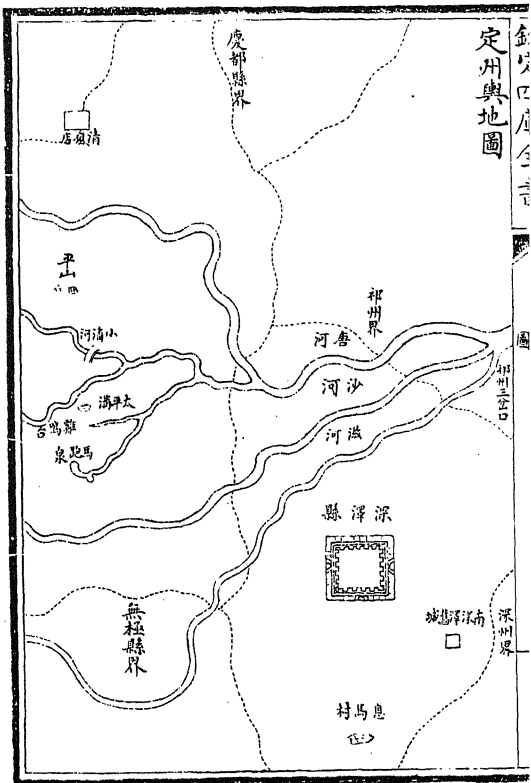 欽定四庫全書
定州輿地圖
圖
慶都縣界
清風店
平山
祁州界
唐河
小清河
沙河
祁州三岔口
太平溝
雞鴨台
馬跑泉
滋河
深澤縣
無極縣界
南深澤舊城
深州界
息馬村